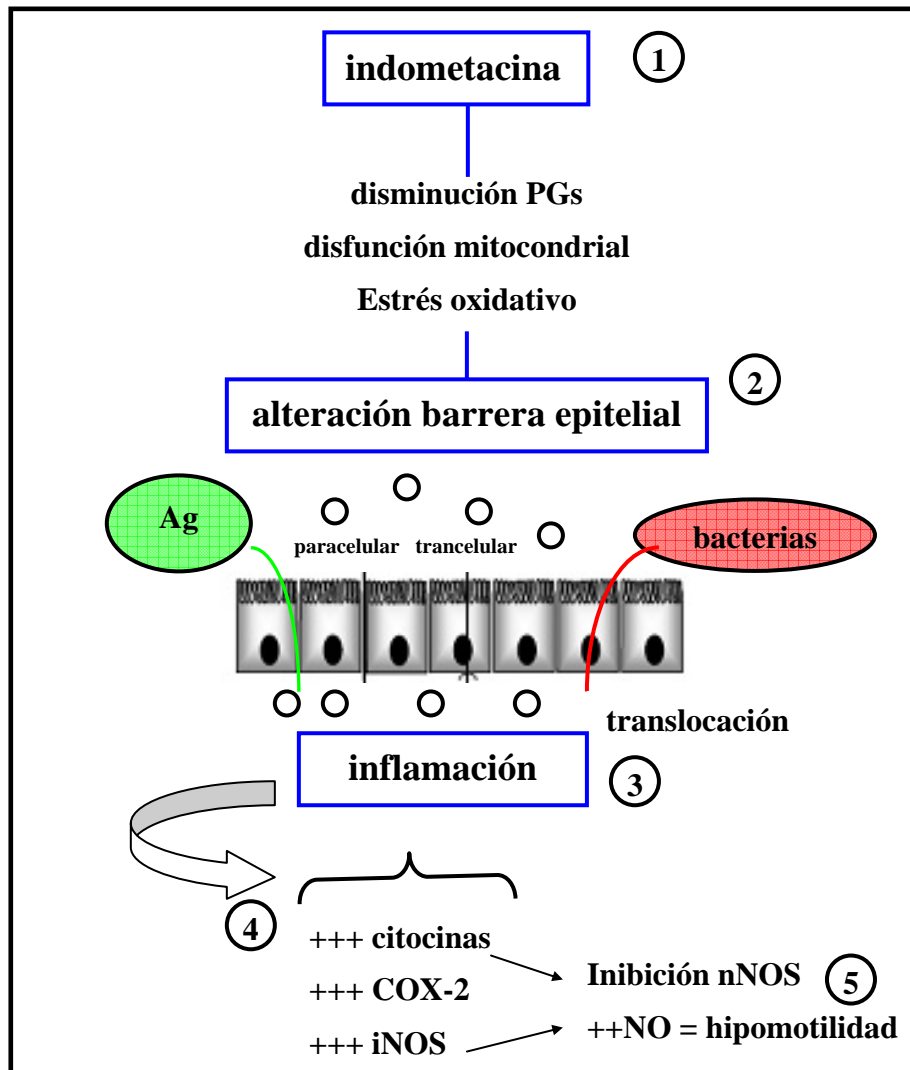 indometacina
1
disminución PGs
disfunción mitocondrial
Estrés oxidativo
2
alteración barrera epitelial
Ag
paracelular trancelular
bacterias
translocación
inflamación
3
4
+++ citocinas
+++ COX-2
+++ iNOS
Inibición nNOS
5
++NO = hipomotilidad